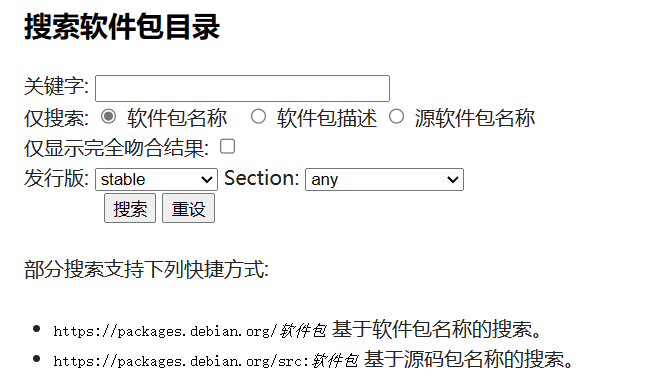 搜索软件包目录
关键字:
仅搜索: 软件包名称 软件包描述 源软件包名称
仅显示完全吻合结果:
发行版: stable Section: any
搜索 重设
部分搜索支持下列快捷方式:
https://packages.debian.org/软件包 基于软件包名称的搜索。
https://packages.debian.org/src:软件包 基于源码包名称的搜索。